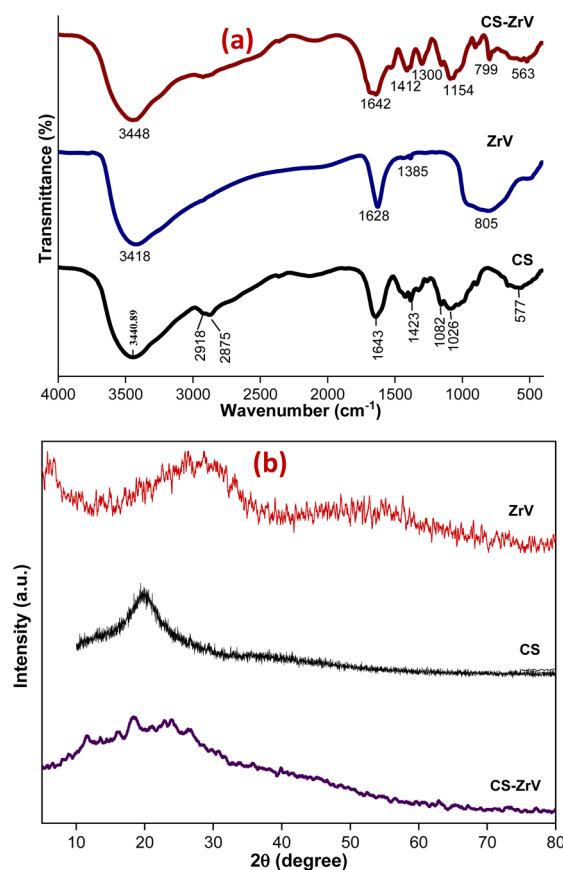 (a)
CS-ZrV
3448
1642
1412
1300
1154
799
563
ZrV
3418
1628
1385
805
CS
3440.89
2918
2875
1643
1423
1082
1026
577
Transmittance (%)
4000 3500 3000 2500 2000 1500 1000 500
Wavenumber (cm⁻¹)
(b)
ZrV
CS
CS-ZrV
Intensity (a.u.)
10 20 30 40 50 60 70 80
2θ (degree)